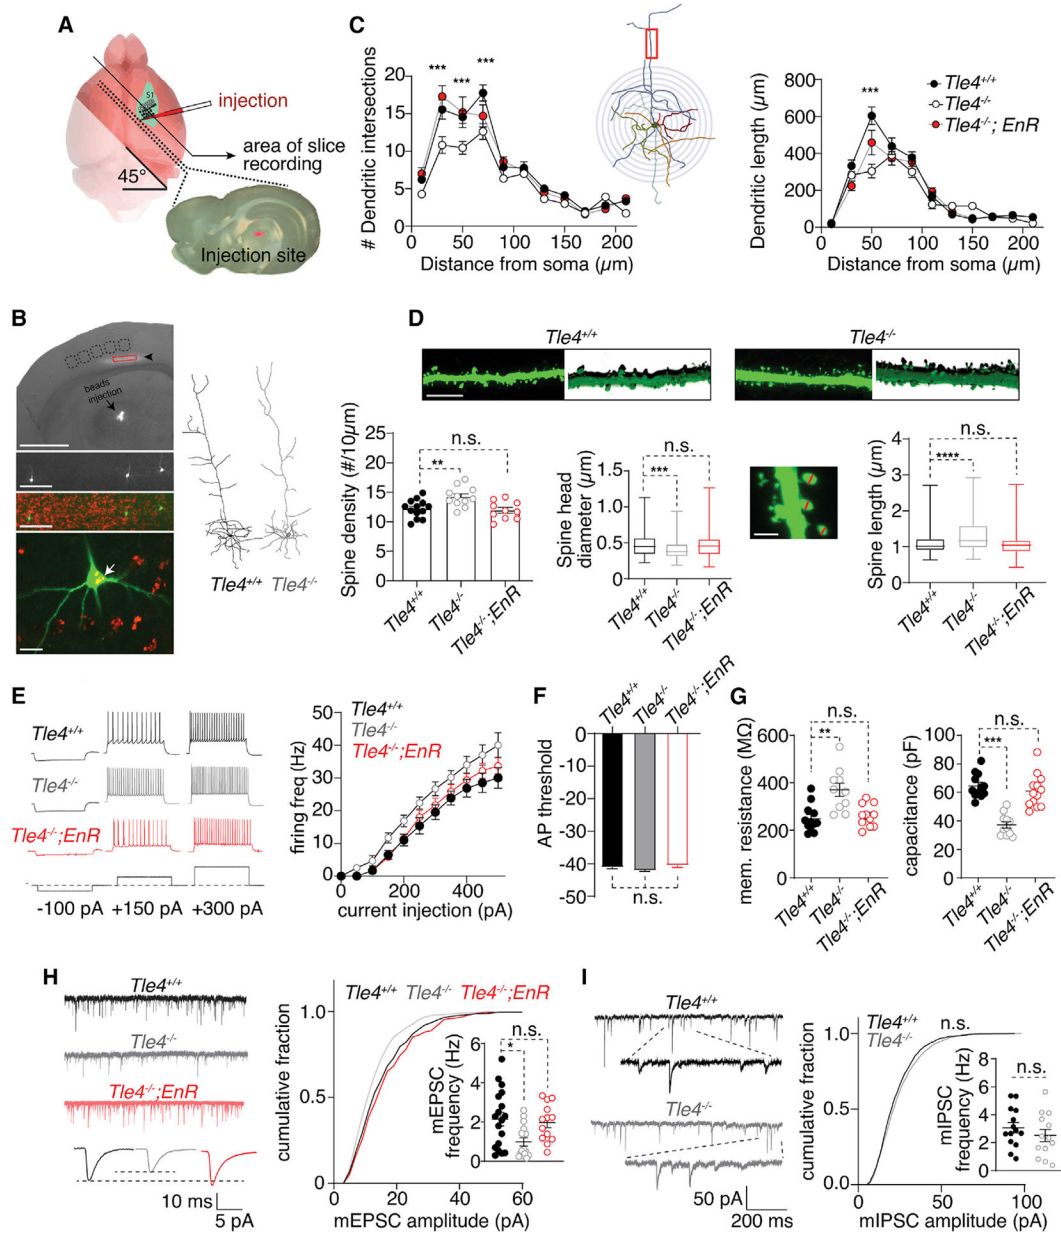 A
S1
injection
area of slice
recording
45°
Injection site
C
# Dendritic intersections
20
15
10
5
0
***
***
***
0
50
100
150
200
Distance from soma (µm)
Dendritic length (µm)
800
600
400
200
0
***
0
50
100
150
200
Distance from soma (µm)
Tle4+/+
Tle4-/-
Tle4-/-; EnR
B
beads
injection
Tle4+/+ Tle4-/-
D
Tle4+/+
Tle4-/-
Spine density (#/10µm)
25
20
15
10
5
0
n.s.
**
Tle4+/+
Tle4-/-
Tle4-/-;EnR
Spine head
diameter (µm)
1.5
1.0
0.5
0
n.s.
***
Tle4+/+
Tle4-/-
Tle4-/-;EnR
Spine length (µm)
4
3
2
1
0
n.s.
****
Tle4+/+
Tle4-/-
Tle4-/-;EnR
E
Tle4+/+
Tle4-/-
Tle4-/-;EnR
-100 pA
+150 pA
+300 pA
firing freq (Hz)
50
40
30
20
10
0
Tle4+/+
Tle4-/-
Tle4-/-;EnR
0
200
400
current injection (pA)
F
Tle4+/+
Tle4-/-
Tle4-/-;EnR
AP threshold
0
-10
-20
-30
-40
-50
n.s.
G
mem. resistance (MΩ)
600
400
200
0
n.s.
**
Tle4+/+
Tle4-/-
Tle4-/-;EnR
capacitance (pF)
100
80
60
40
20
0
n.s.
***
Tle4+/+
Tle4-/-
Tle4-/-;EnR
H
Tle4+/+
Tle4-/-
Tle4-/-;EnR
10 ms
5 pA
cumulative fraction
1.0
0.5
0
Tle4+/+ Tle4-/- Tle4-/-;EnR
mEPSC
frequency (Hz)
6
4
2
0
n.s.
*
0
20
40
60
mEPSC amplitude (pA)
I
Tle4+/+
Tle4-/-
50 pA
200 ms
cumulative fraction
1.0
0.5
0
Tle4+/+
Tle4-/-
n.s.
mIPSC
frequency (Hz)
8
6
4
2
0
n.s.
0
50
100
mIPSC amplitude (pA)